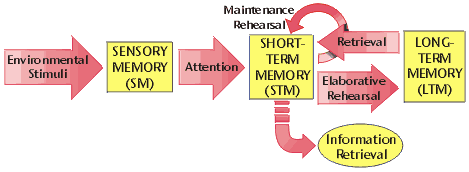 Environmental
Stimuli
SENSORY
MEMORY
(SM)
Attention
Maintenance
Rehearsal
SHORT-
TERM
MEMORY
(STM)
Retrieval
Elaborative
Rehearsal
LONG-
TERM
MEMORY
(LTM)
Information
Retrieval